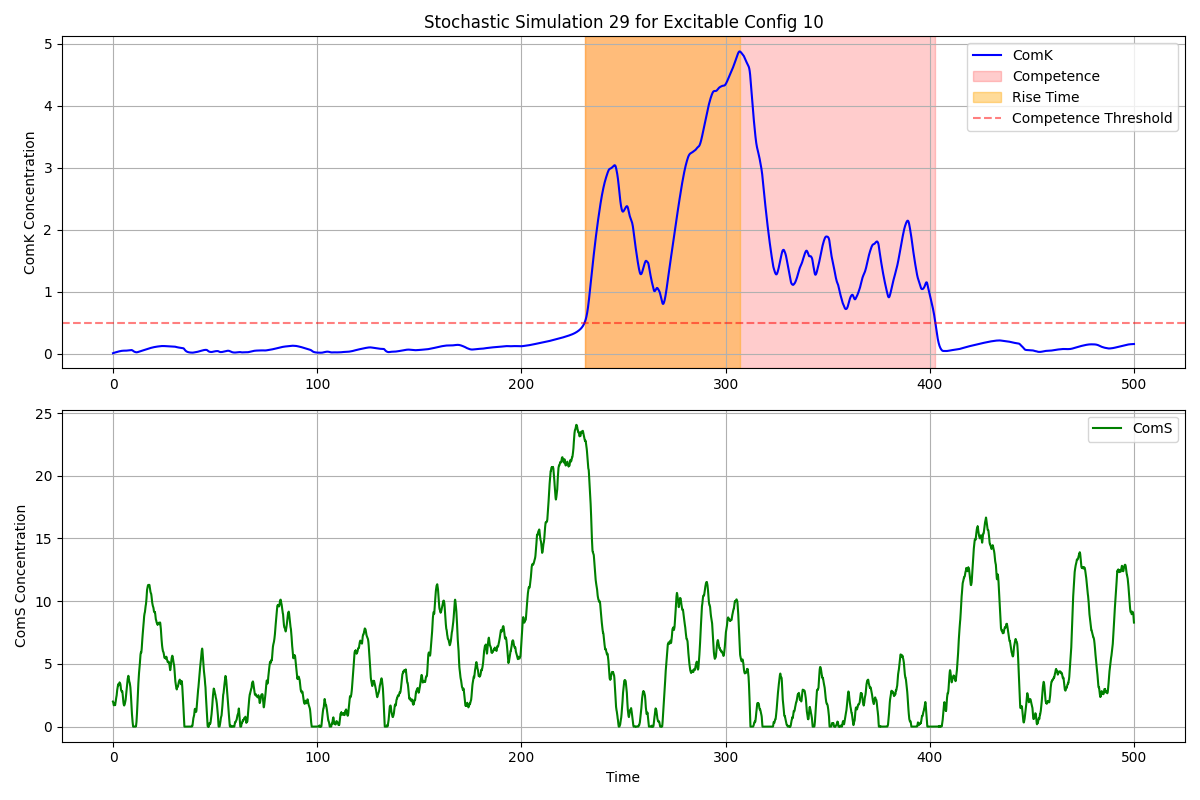 Stochastic Simulation 29 for Excitable Config 10
ComK Concentration
5
4
3
2
1
0
0 100 200 300 400 500
ComK
Competence
Rise Time
Competence Threshold
ComS Concentration
25
20
15
10
5
0
0 100 200 300 400 500
ComS
Time